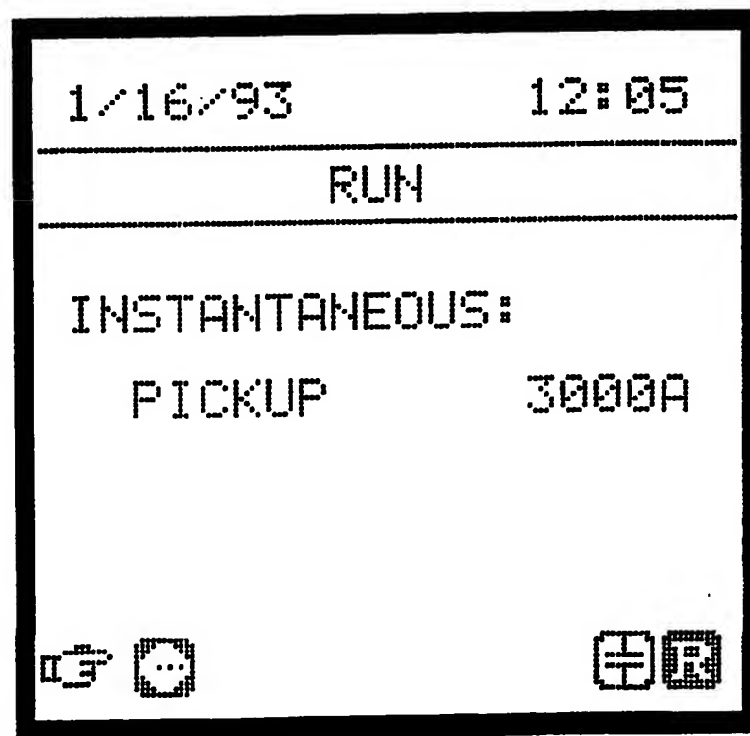 1/16/93 12:05
RUN
INSTANTANEOUS:
PICKUP 3000A
R